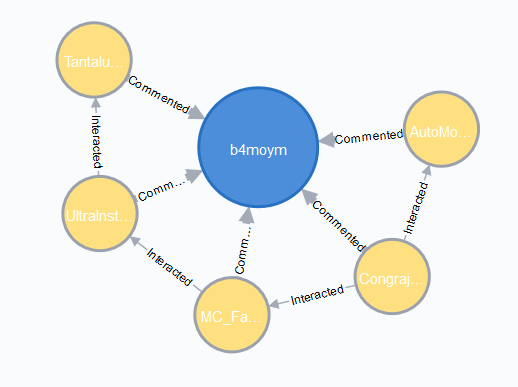 Tantalu...
Commented
b4moym
AutoMo...
Commented
Interacted
UltraInst...
Comm...
Commented
Interacted
Interacted
Comm...
Congraj...
Interacted
MC_Fa...